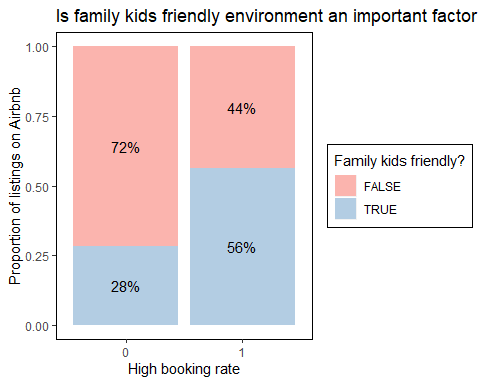 Is family kids friendly environment an important factor
Proportion of listings on Airbnb
1.00
0.75
0.50
0.25
0.00
72%
28%
44%
56%
0
1
High booking rate
Family kids friendly?
FALSE
TRUE